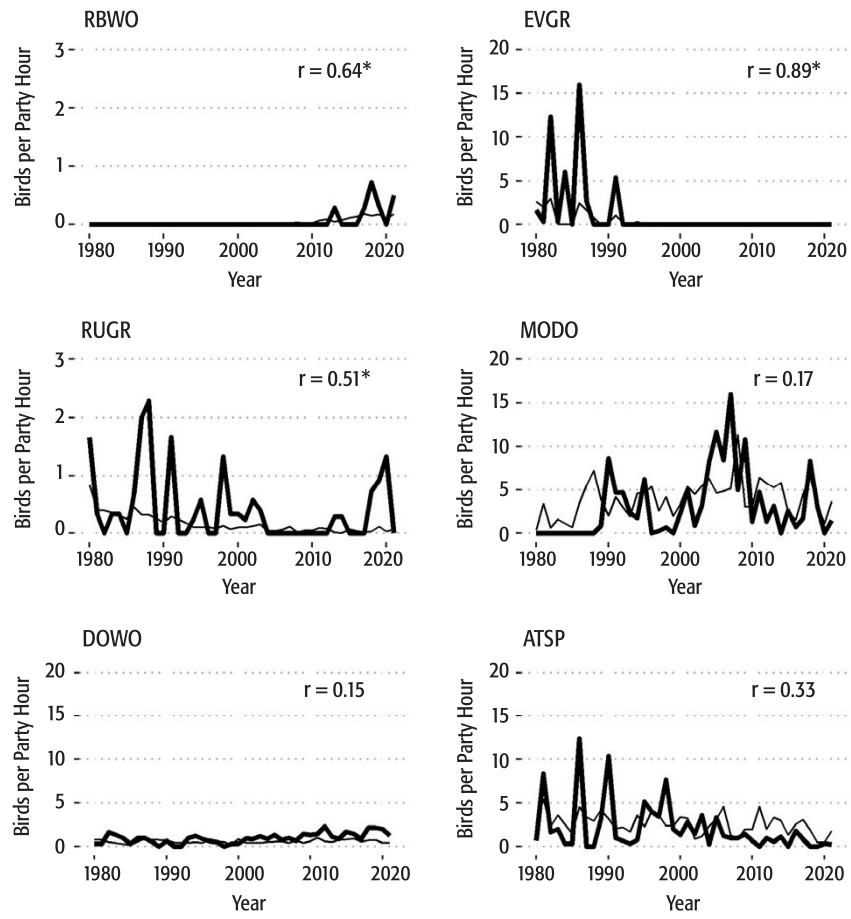 RBWO
Birds per Party Hour
3
2
1
0
r = 0.64*
1980 1990 2000 2010 2020
Year
EVGR
Birds per Party Hour
20
15
10
5
0
r = 0.89*
1980 1990 2000 2010 2020
Year
RUGR
Birds per Party Hour
3
2
1
0
r = 0.51*
1980 1990 2000 2010 2020
Year
MODO
Birds per Party Hour
20
15
10
5
0
r = 0.17
1980 1990 2000 2010 2020
Year
DOWO
Birds per Party Hour
20
15
10
5
0
r = 0.15
1980 1990 2000 2010 2020
Year
ATSP
Birds per Party Hour
20
15
10
5
0
r = 0.33
1980 1990 2000 2010 2020
Year